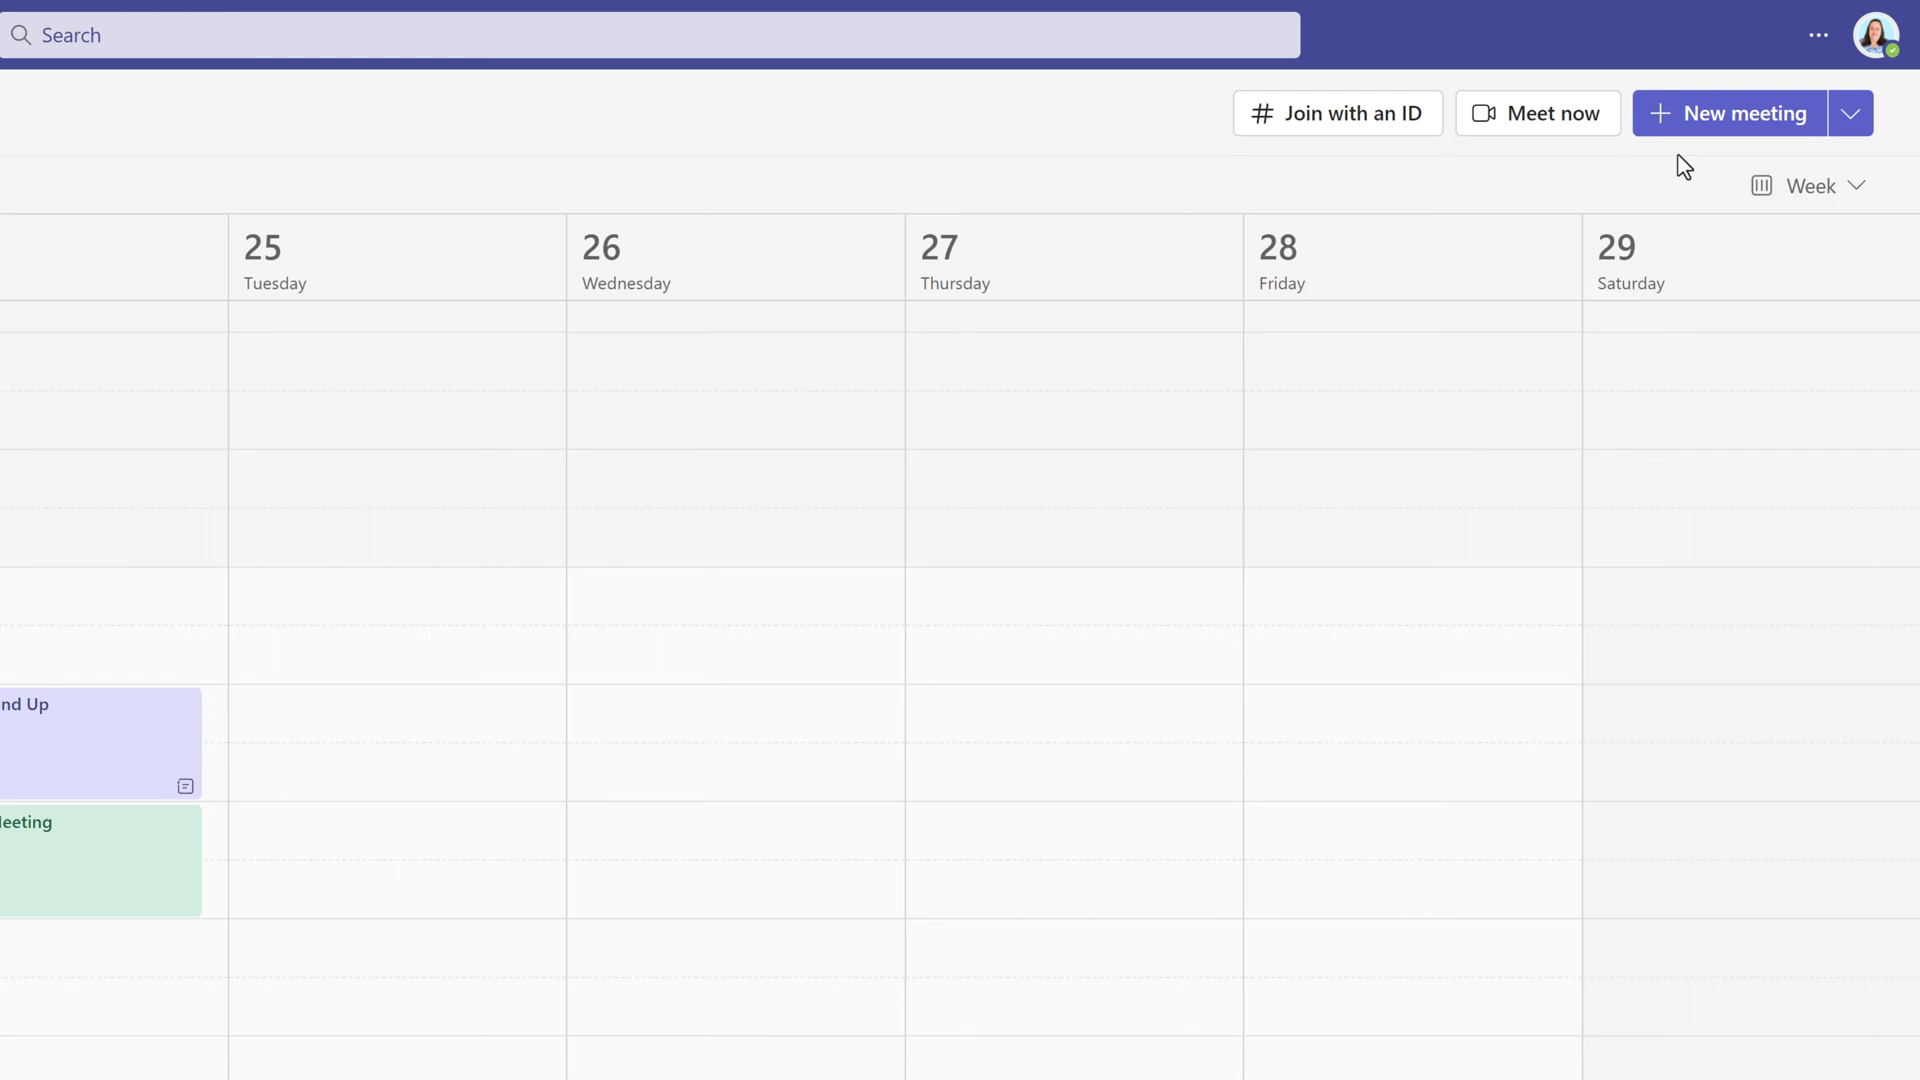 Search
Join with an ID
Meet now
New meeting
Week
25
Tuesday
26
Wednesday
27
Thursday
28
Friday
29
Saturday
nd Up
eeting